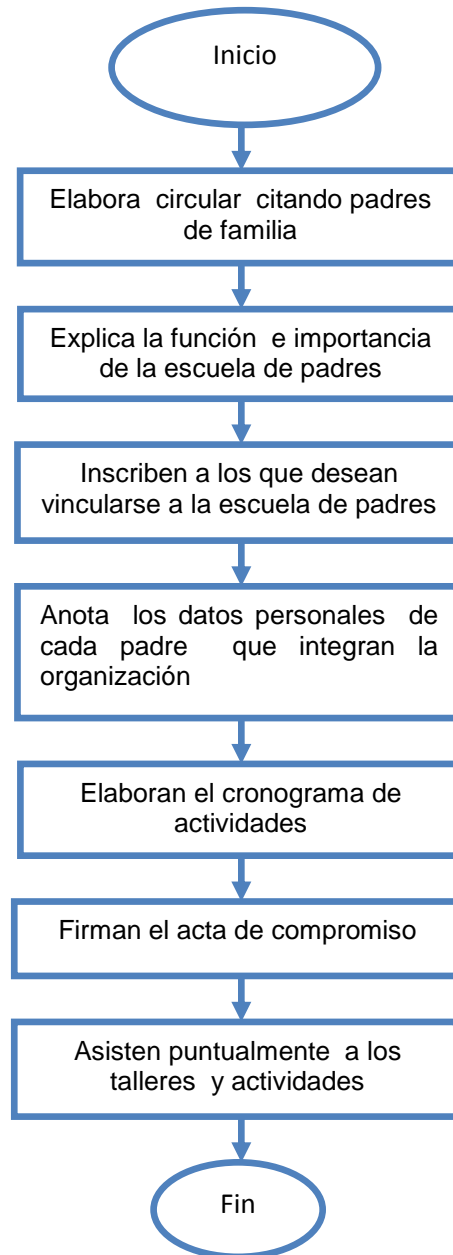 Inicio
Elabora circular citando padres
de familia
Explica la función e importancia
de la escuela de padres
Inscriben a los que desean
vincularse a la escuela de padres
Anota los datos personales de
cada padre que integran la
organización
Elaboran el cronograma de
actividades
Firman el acta de compromiso
Asisten puntualmente a los
talleres y actividades
Fin